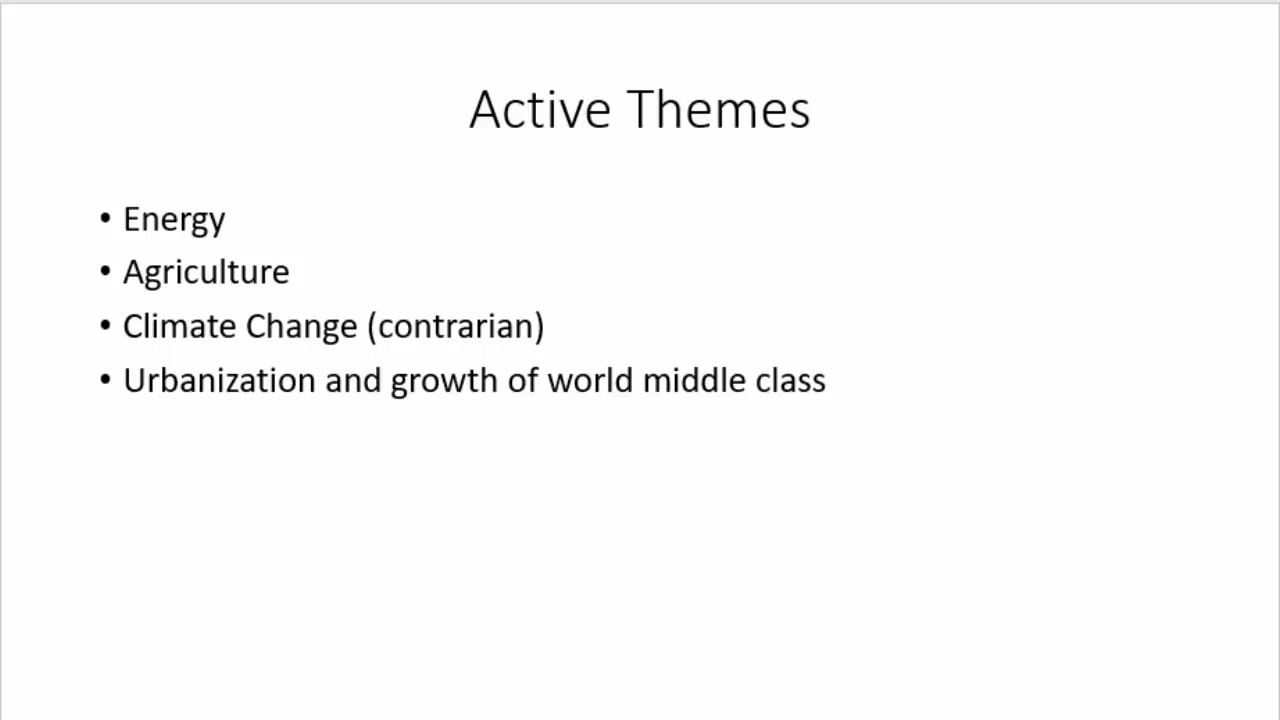 Active Themes
• Energy
• Agriculture
• Climate Change (contrarian)
• Urbanization and growth of world middle class